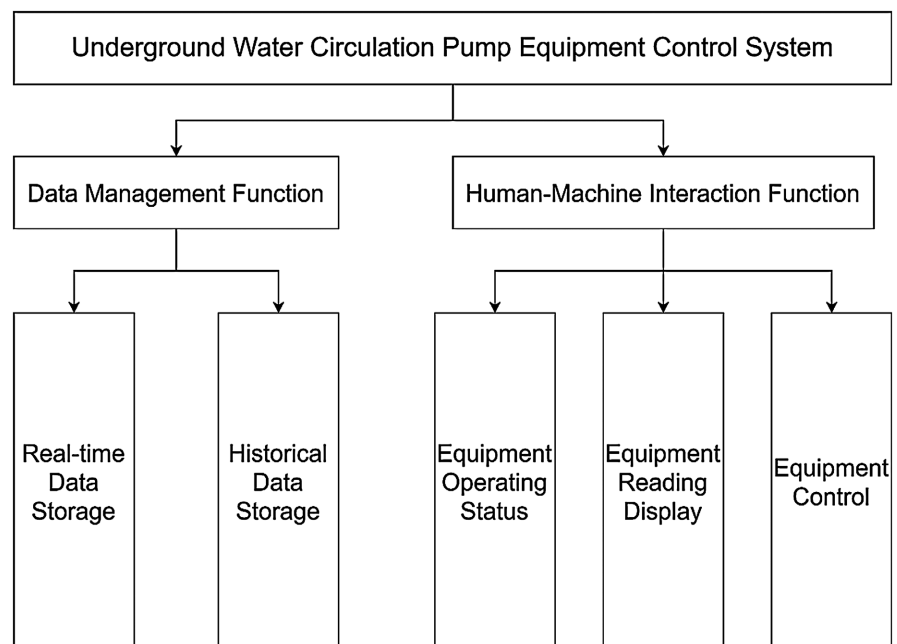 Underground Water Circulation Pump Equipment Control System
Data Management Function
Human-Machine Interaction Function
Real-time
Data
Storage
Historical
Data
Storage
Equipment
Operating
Status
Equipment
Reading
Display
Equipment
Control